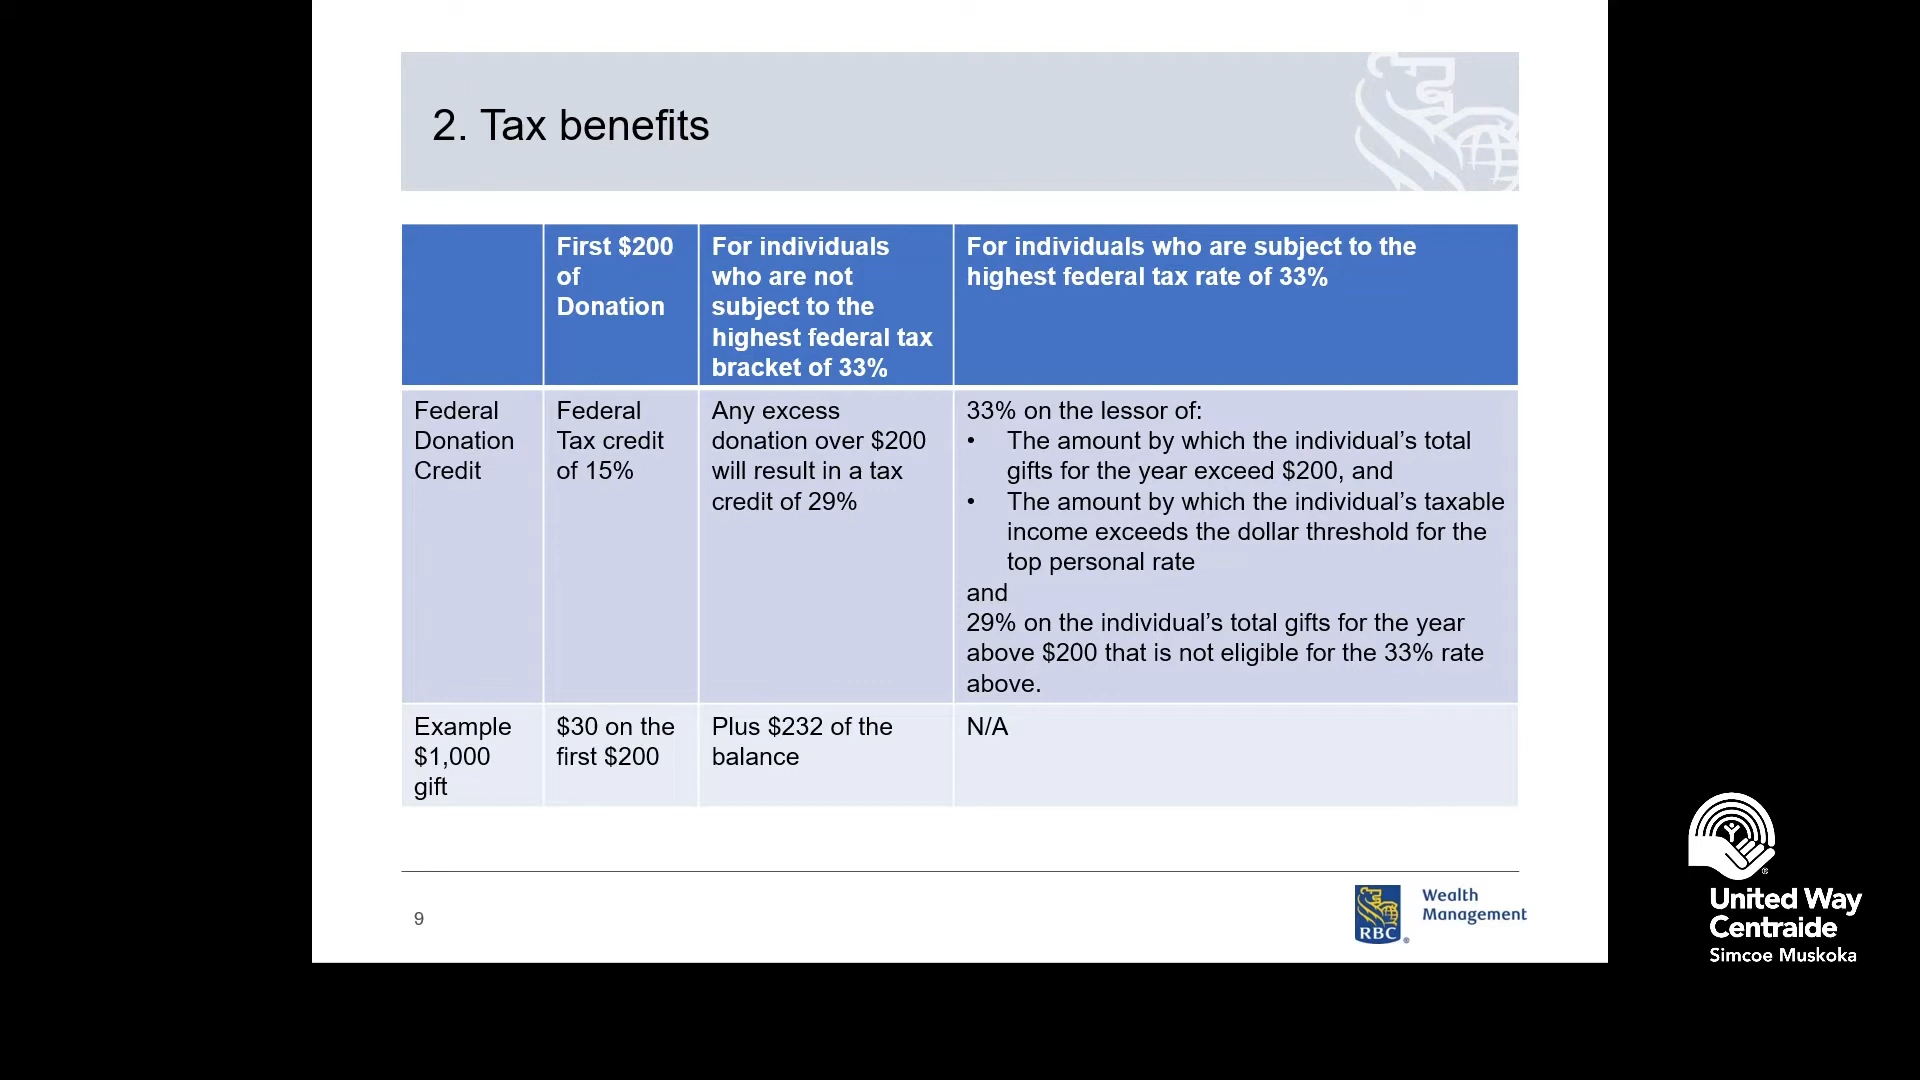 2. Tax benefits
First $200
of
Donation
For individuals
who are not
subject to the
highest federal tax
bracket of 33%
For individuals who are subject to the
highest federal tax rate of 33%
Federal
Donation
Credit
Federal
Tax credit
of 15%
Any excess
donation over $200
will result in a tax
credit of 29%
33% on the lessor of:
• The amount by which the individual’s total
gifts for the year exceed $200, and
• The amount by which the individual’s taxable
income exceeds the dollar threshold for the
top personal rate
and
29% on the individual’s total gifts for the year
above $200 that is not eligible for the 33% rate
above.
Example
$1,000
gift
$30 on the
first $200
Plus $232 of the
balance
N/A
9
RBC®
Wealth
Management
®
United Way
Centraide
Simcoe Muskoka